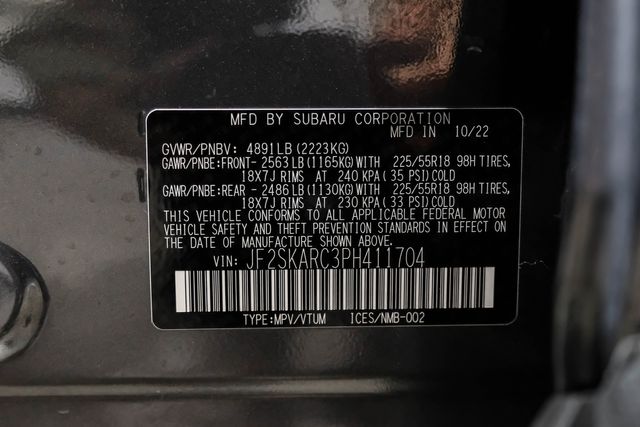 MFD BY SUBARU CORPORATION
MFD IN 10/22
GVWR/PNBV: 4891LB(2223KG)
GAWR/PNBE:FRONT- 2563LB(1165KG)WITH 225/55R18 98H TIRES,
18X7J RIMS AT 240 KPA(35 PSI)COLD
GAWR/PNBE:REAR - 2486LB(1130KG)WITH 225/55R18 98H TIRES,
18X7J RIMS AT 230 KPA(33 PSI)COLD
THIS VEHICLE CONFORMS TO ALL APPLICABLE FEDERAL MOTOR
VEHICLE SAFETY AND THEFT PREVENTION STANDARDS IN EFFECT ON
THE DATE OF MANUFACTURE SHOWN ABOVE.
VIN: JF2SKARC3PH411704
TYPE:MPV/VTUM ICES/NMB-002